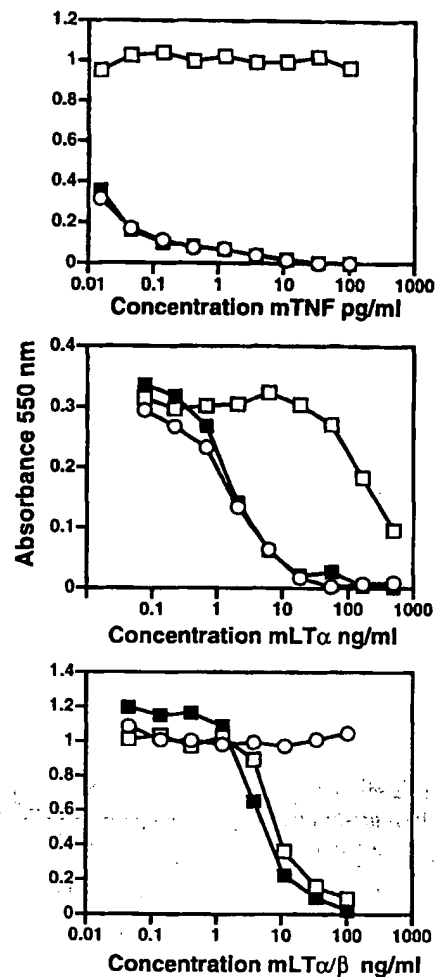 1.2
1
0.8
0.6
0.4
0.2
0
0.01 0.1 1 10 100 1000
Concentration mTNF pg/ml
Absorbance 550 nm
0.4
0.3
0.2
0.1
0
0.1 1 10 100 1000
Concentration mLTα ng/ml
1.4
1.2
1
0.8
0.6
0.4
0.2
0
0.01 0.1 1 10 100 1000
Concentration mLTα/β ng/ml